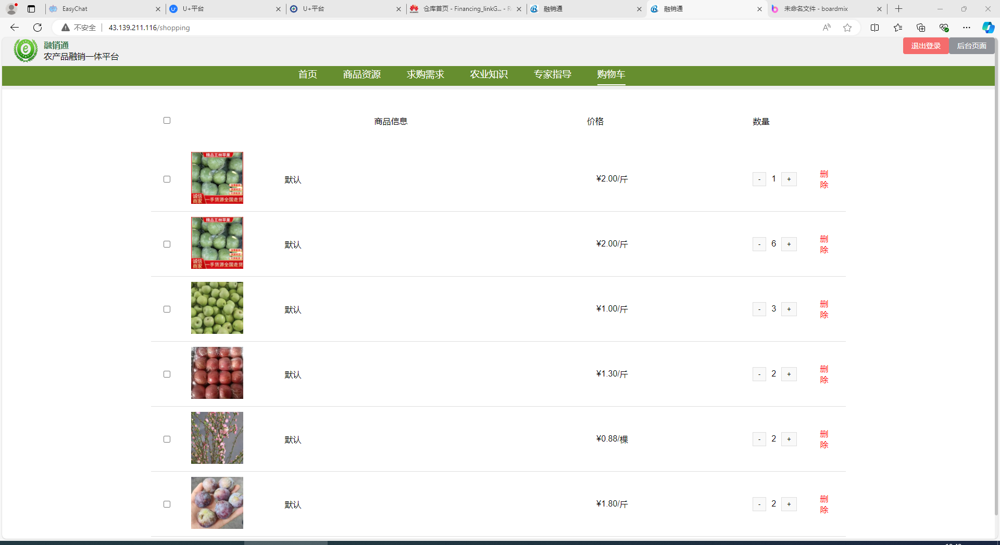 EasyChat
U+平台
U+平台
仓库首页 - Financing_linkG... - R
融销通
融销通
未命名文件 - boardmix
不安全
43.139.211.116/shopping
融销通
农产品融销一体平台
退出登录
后台页面
首页
商品资源
求购需求
农业知识
专家指导
购物车
商品信息
价格
数量
精品王林苹果
诚信商家
一手货源全国走货
默认
¥2.00/斤
- 1 +
删除
精品王林苹果
诚信商家
一手货源全国走货
默认
¥2.00/斤
- 6 +
删除
默认
¥1.00/斤
- 3 +
删除
默认
¥1.30/斤
- 2 +
删除
默认
¥0.88/棵
- 2 +
删除
默认
¥1.80/斤
- 2 +
删除